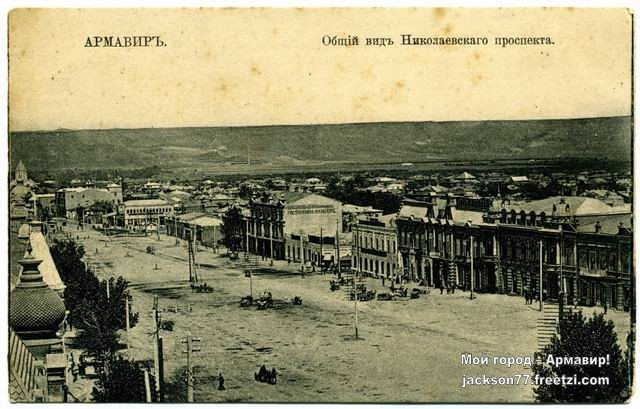 АРМАВИРЪ.
Общій видъ Николаевскаго проспекта.
Мой город - Армавир!
jackson77.freetzi.com